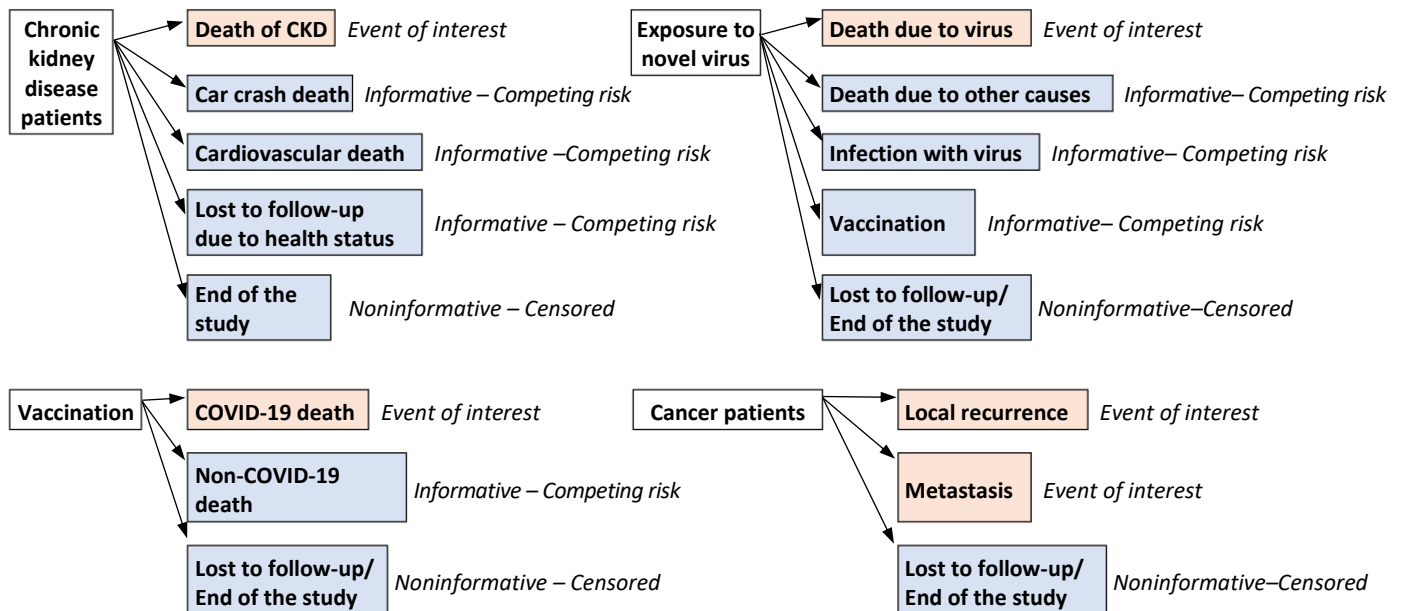 Chronic
kidney
disease
patients
Death of CKD
Event of interest
Car crash death
Informative – Competing risk
Cardiovascular death
Informative –Competing risk
Lost to follow-up
due to health status
Informative – Competing risk
End of the
study
Noninformative – Censored
Exposure to
novel virus
Death due to virus
Event of interest
Death due to other causes
Informative– Competing risk
Infection with virus
Informative– Competing risk
Vaccination
Informative– Competing risk
Lost to follow-up/
End of the study
Noninformative–Censored
Vaccination
COVID-19 death
Event of interest
Non-COVID-19
death
Informative – Competing risk
Lost to follow-up/
End of the study
Noninformative – Censored
Cancer patients
Local recurrence
Event of interest
Metastasis
Event of interest
Lost to follow-up/
End of the study
Noninformative–Censored